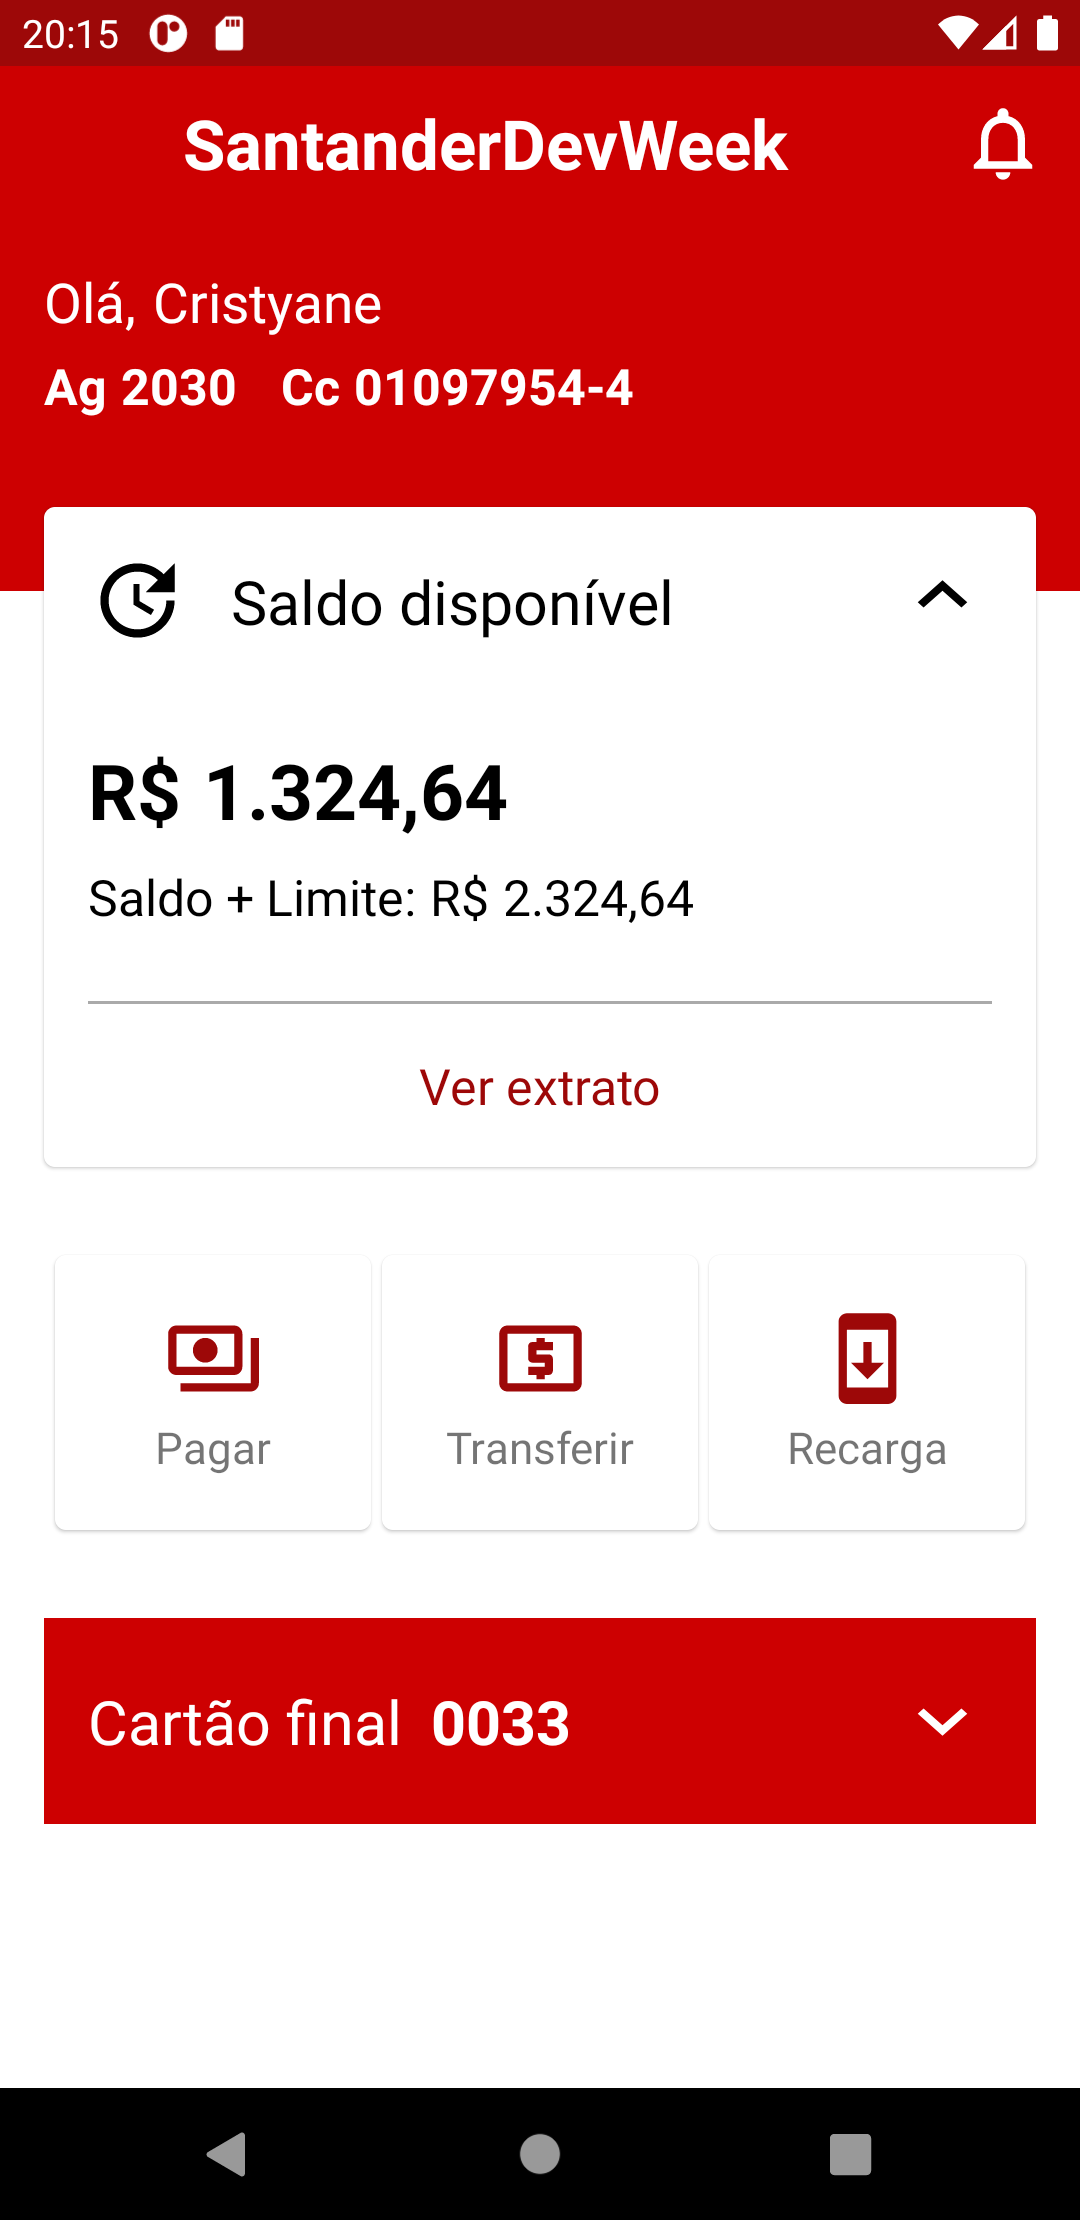 20:15
SantanderDevWeek
Olá, Cristyane
Ag 2030 Cc 01097954-4
Saldo disponível
R$ 1.324,64
Saldo + Limite: R$ 2.324,64
Ver extrato
Pagar Transferir Recarga
Cartão final 0033